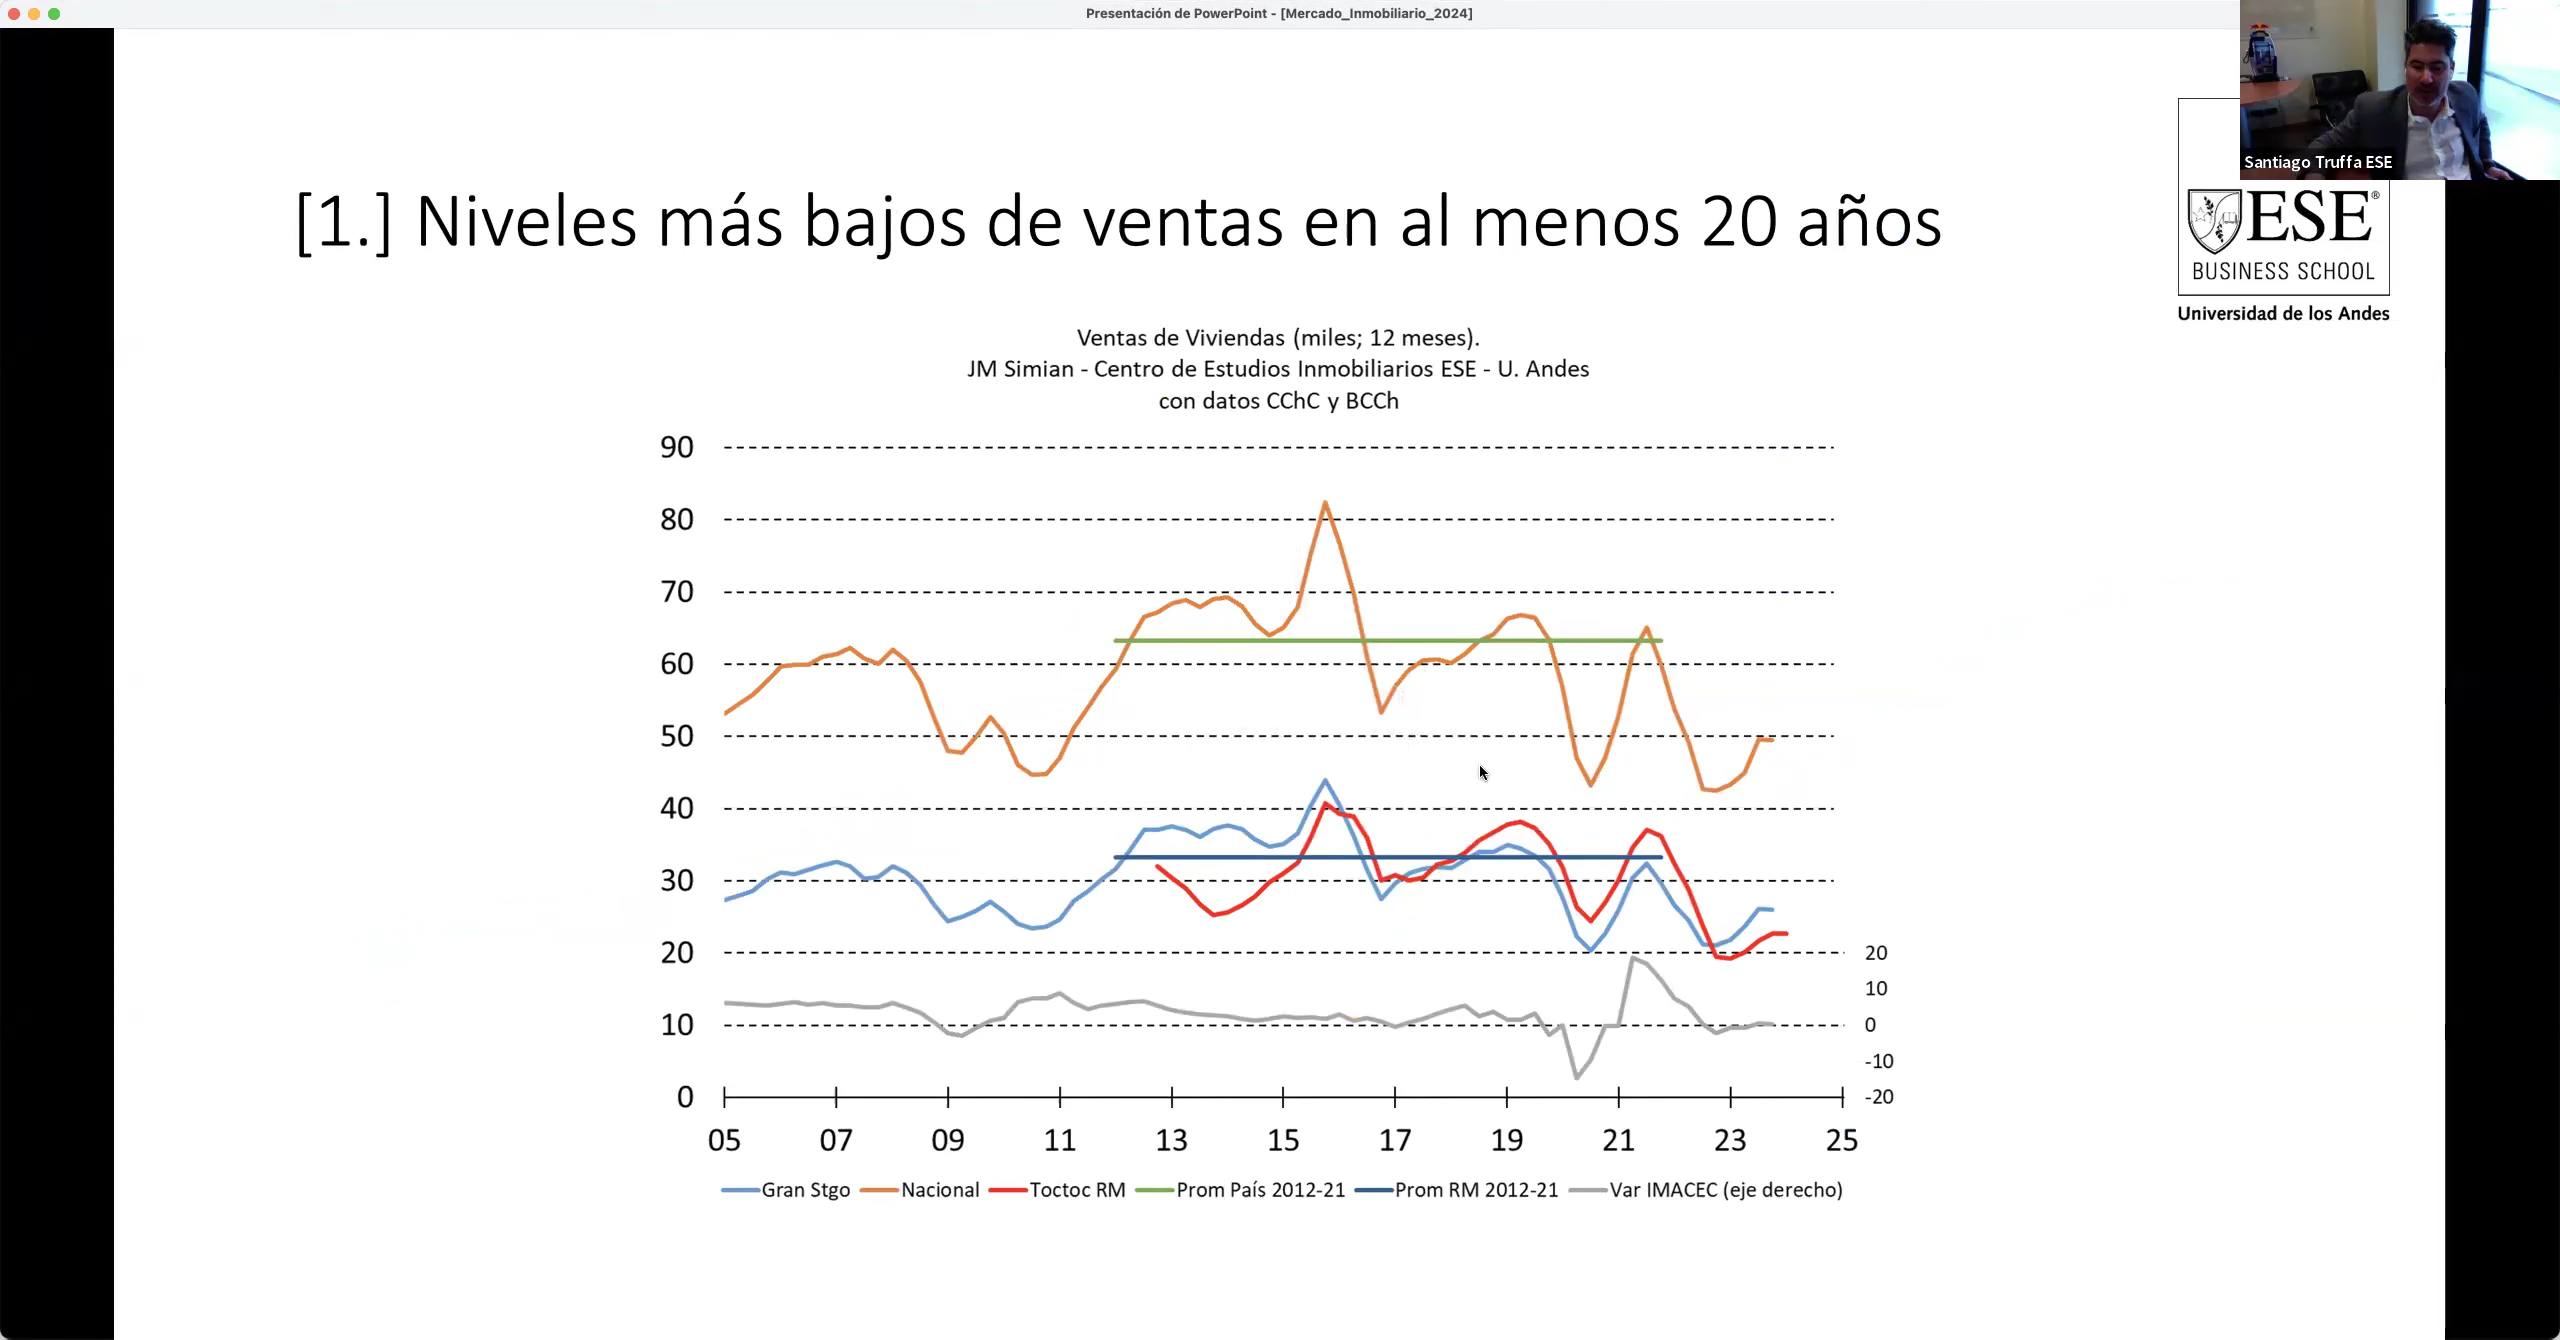 Presentación de PowerPoint - [Mercado_Inmobiliario_2024]
Santiago Truffa ESE
[1.] Niveles más bajos de ventas en al menos 20 años
ESE®
BUSINESS SCHOOL
Universidad de los Andes
Ventas de Viviendas (miles; 12 meses).
JM Simian - Centro de Estudios Inmobiliarios ESE - U. Andes
con datos CChC y BCCh
90
80
70
60
50
40
30
20 20
10
10 0
-10
0 -20
05 07 09 11 13 15 17 19 21 23 25
Gran Stgo Nacional Toctoc RM Prom País 2012-21 Prom RM 2012-21 Var IMACEC (eje derecho)